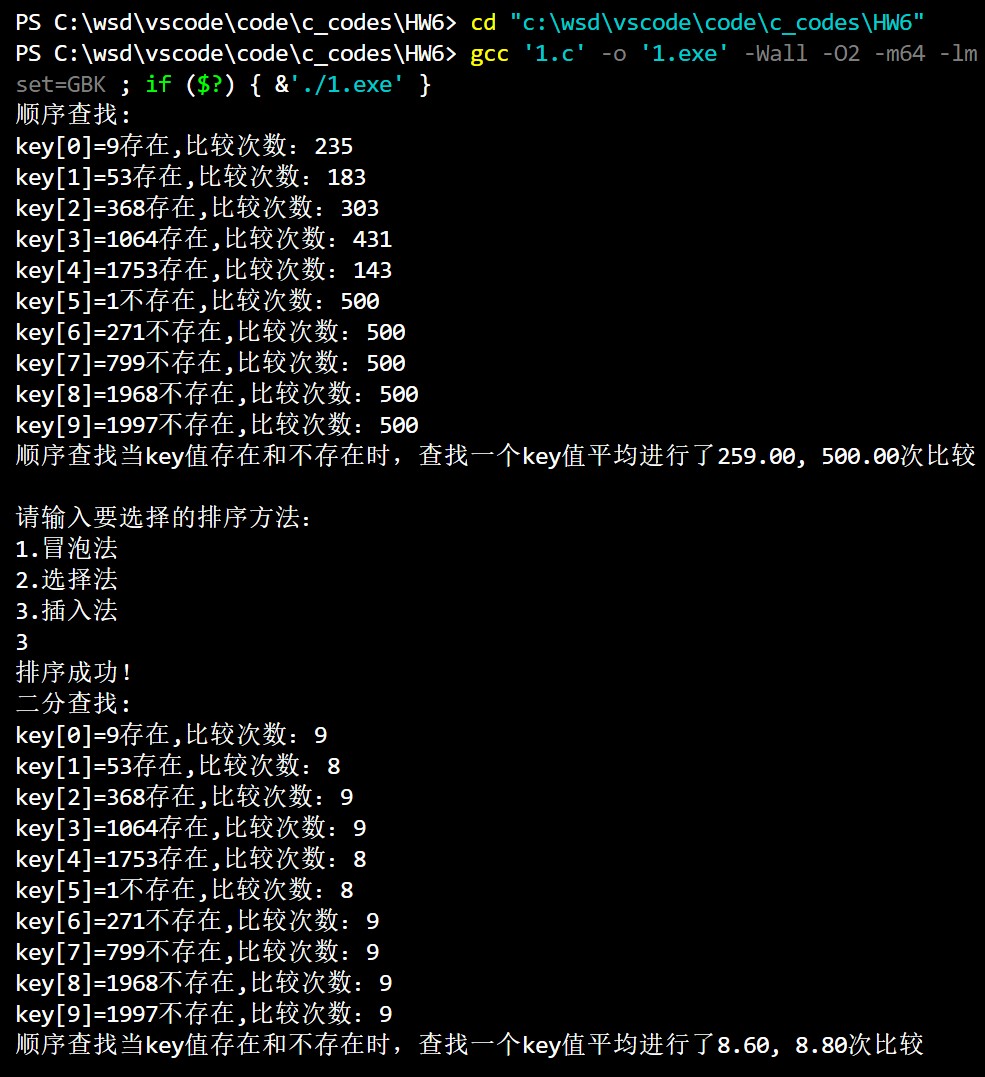 PS C:\wsd\vscode\code\c_codes\HW6> cd "c:\wsd\vscode\code\c_codes\HW6"
PS C:\wsd\vscode\code\c_codes\HW6> gcc '1.c' -o '1.exe' -Wall -O2 -m64 -lm
set=GBK ; if ($?) { &'./1.exe' }
顺序查找:
key[0]=9存在,比较次数: 235
key[1]=53存在,比较次数: 183
key[2]=368存在,比较次数: 303
key[3]=1064存在,比较次数: 431
key[4]=1753存在,比较次数: 143
key[5]=1不存在,比较次数: 500
key[6]=271不存在,比较次数: 500
key[7]=799不存在,比较次数: 500
key[8]=1968不存在,比较次数: 500
key[9]=1997不存在,比较次数: 500
顺序查找当key值存在和不存在时, 查找一个key值平均进行了259.00, 500.00次比较
请输入要选择的排序方法:
1.冒泡法
2.选择法
3.插入法
3
排序成功!
二分查找:
key[0]=9存在,比较次数: 9
key[1]=53存在,比较次数: 8
key[2]=368存在,比较次数: 9
key[3]=1064存在,比较次数: 9
key[4]=1753存在,比较次数: 8
key[5]=1不存在,比较次数: 8
key[6]=271不存在,比较次数: 9
key[7]=799不存在,比较次数: 9
key[8]=1968不存在,比较次数: 9
key[9]=1997不存在,比较次数: 9
顺序查找当key值存在和不存在时, 查找一个key值平均进行了8.60, 8.80次比较